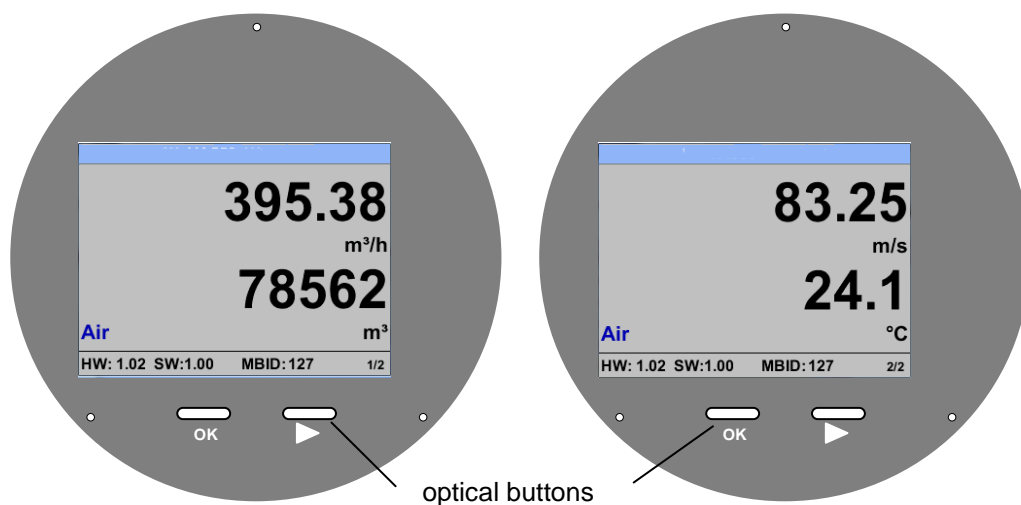 395.38
m³/h
78562
Air m³
HW: 1.02 SW:1.00 MBID:127 1/2
OK
83.25
m/s
24.1
Air °C
HW: 1.02 SW:1.00 MBID:127 2/2
OK
optical buttons